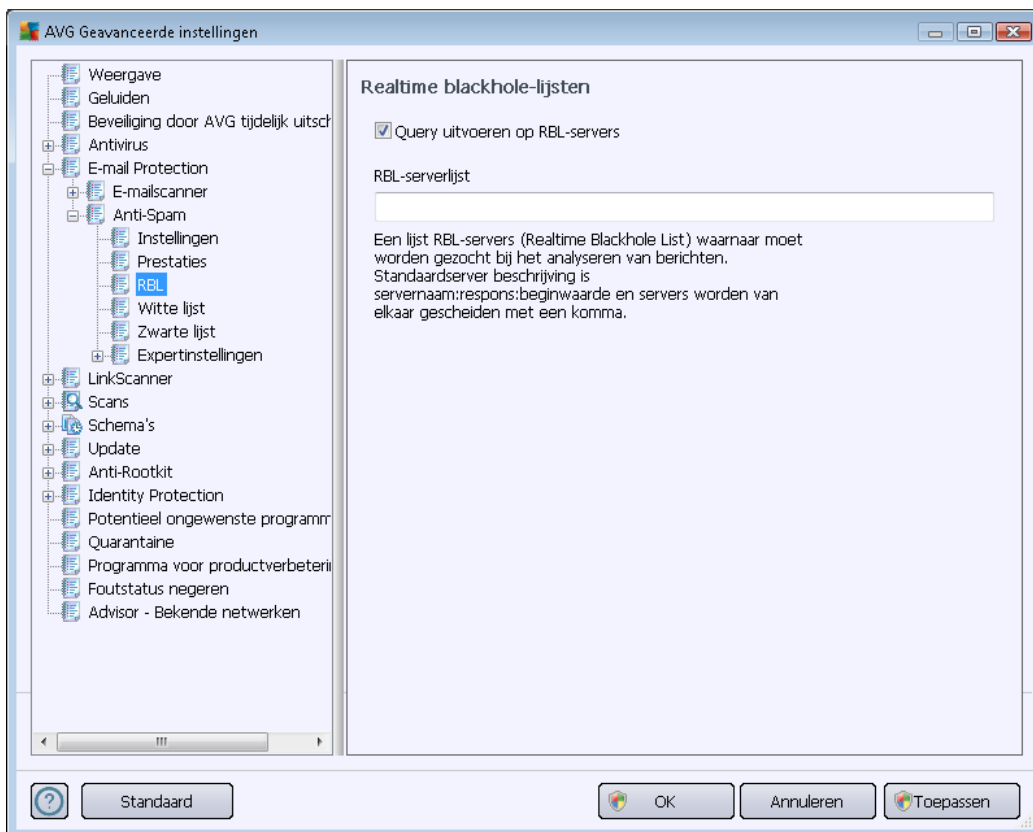 AVG Geavanceerde instellingen
Weergave
Geluiden
Beveiliging door AVG tijdelijk uitsch
Antivirus
E-mail Protection
E-mailscanner
Anti-Spam
Instellingen
Prestaties
RBL
Witte lijst
Zwarte lijst
Expertinstellingen
LinkScanner
Scans
Schema's
Update
Anti-Rootkit
Identity Protection
Potentieel ongewenste programm
Quarantaine
Programma voor productverbeterin
Foutstatus negeren
Advisor - Bekende netwerken
Realtime blackhole-lijsten
Query uitvoeren op RBL-servers
RBL-serverlijst
Een lijst RBL-servers (Realtime Blackhole List) waarnaar moet
worden gezocht bij het analyseren van berichten.
Standaardserver beschrijving is
servernaam:respons:beginwaarde en servers worden van
elkaar gescheiden met een komma.
Standaard
OK
Annuleren
Toepassen